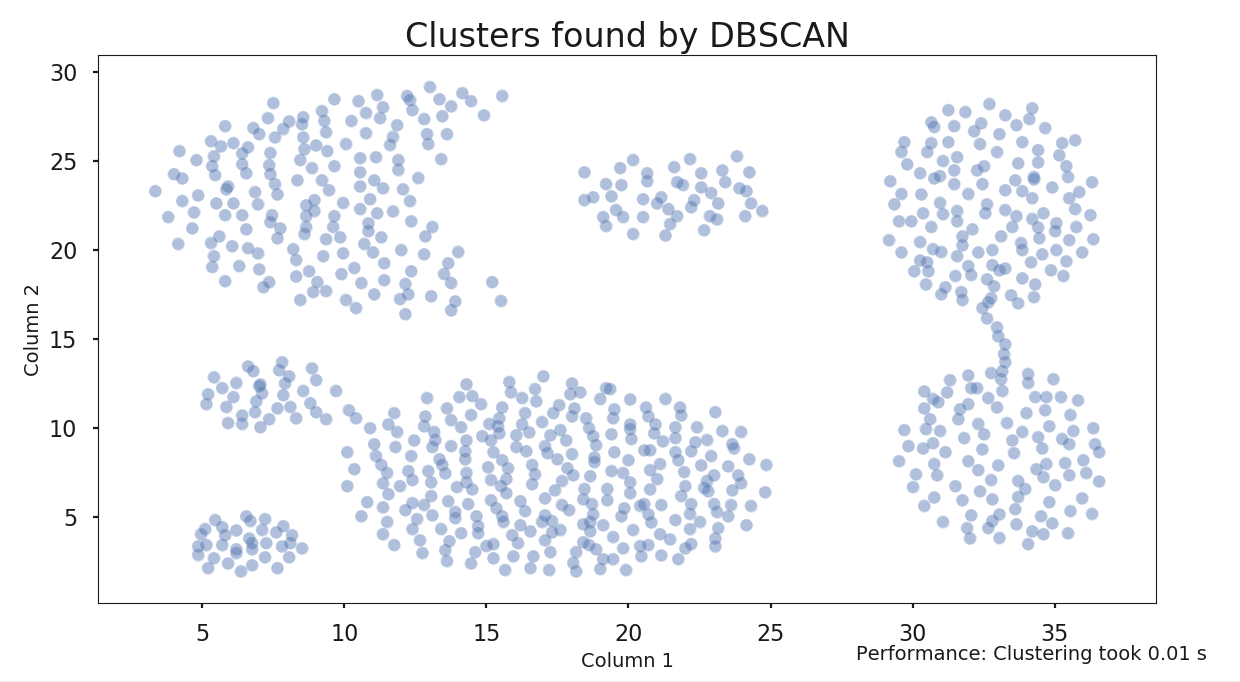 Clusters found by DBSCAN
30
25
20
15
10
5
Column 2
5 10 15 20 25 30 35
Column 1
Performance: Clustering took 0.01 s